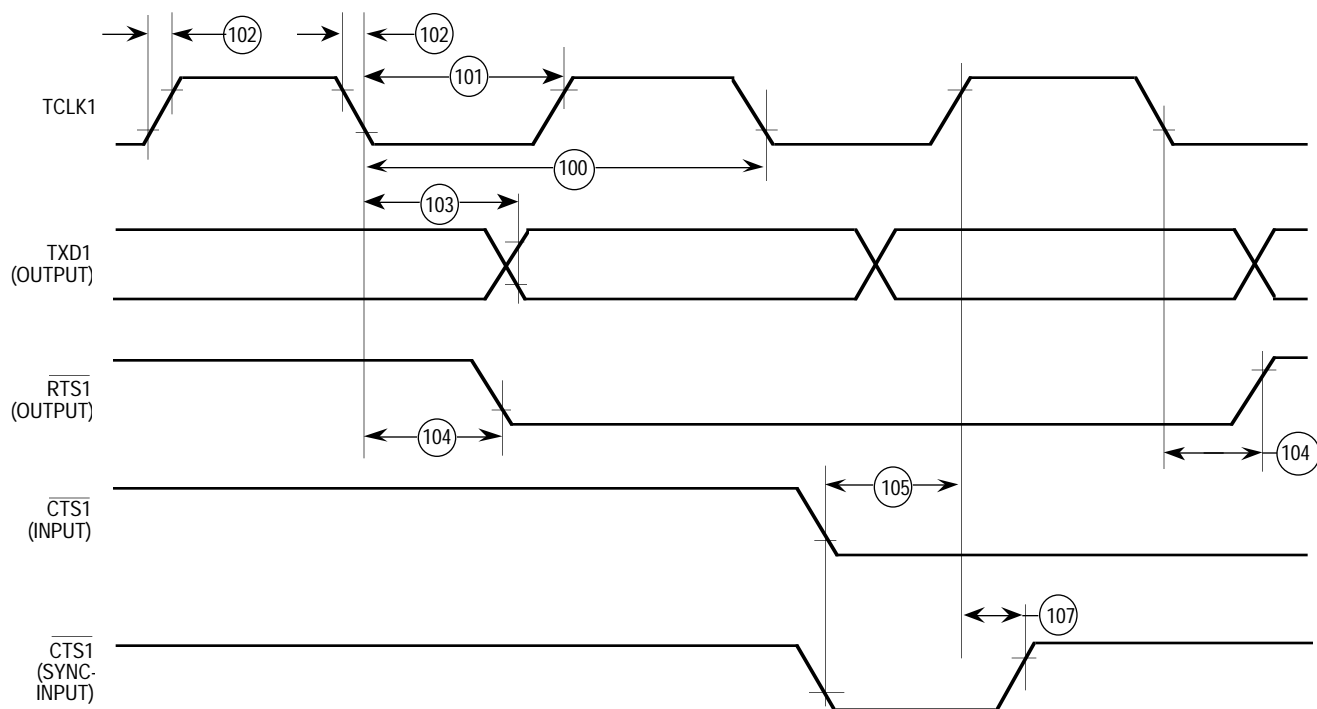 102
102
101
TCLK1
100
103
TXD1
(OUTPUT)
RTS1
(OUTPUT)
104
104
105
CTS1
(INPUT)
107
CTS1
(SYNC-
INPUT)